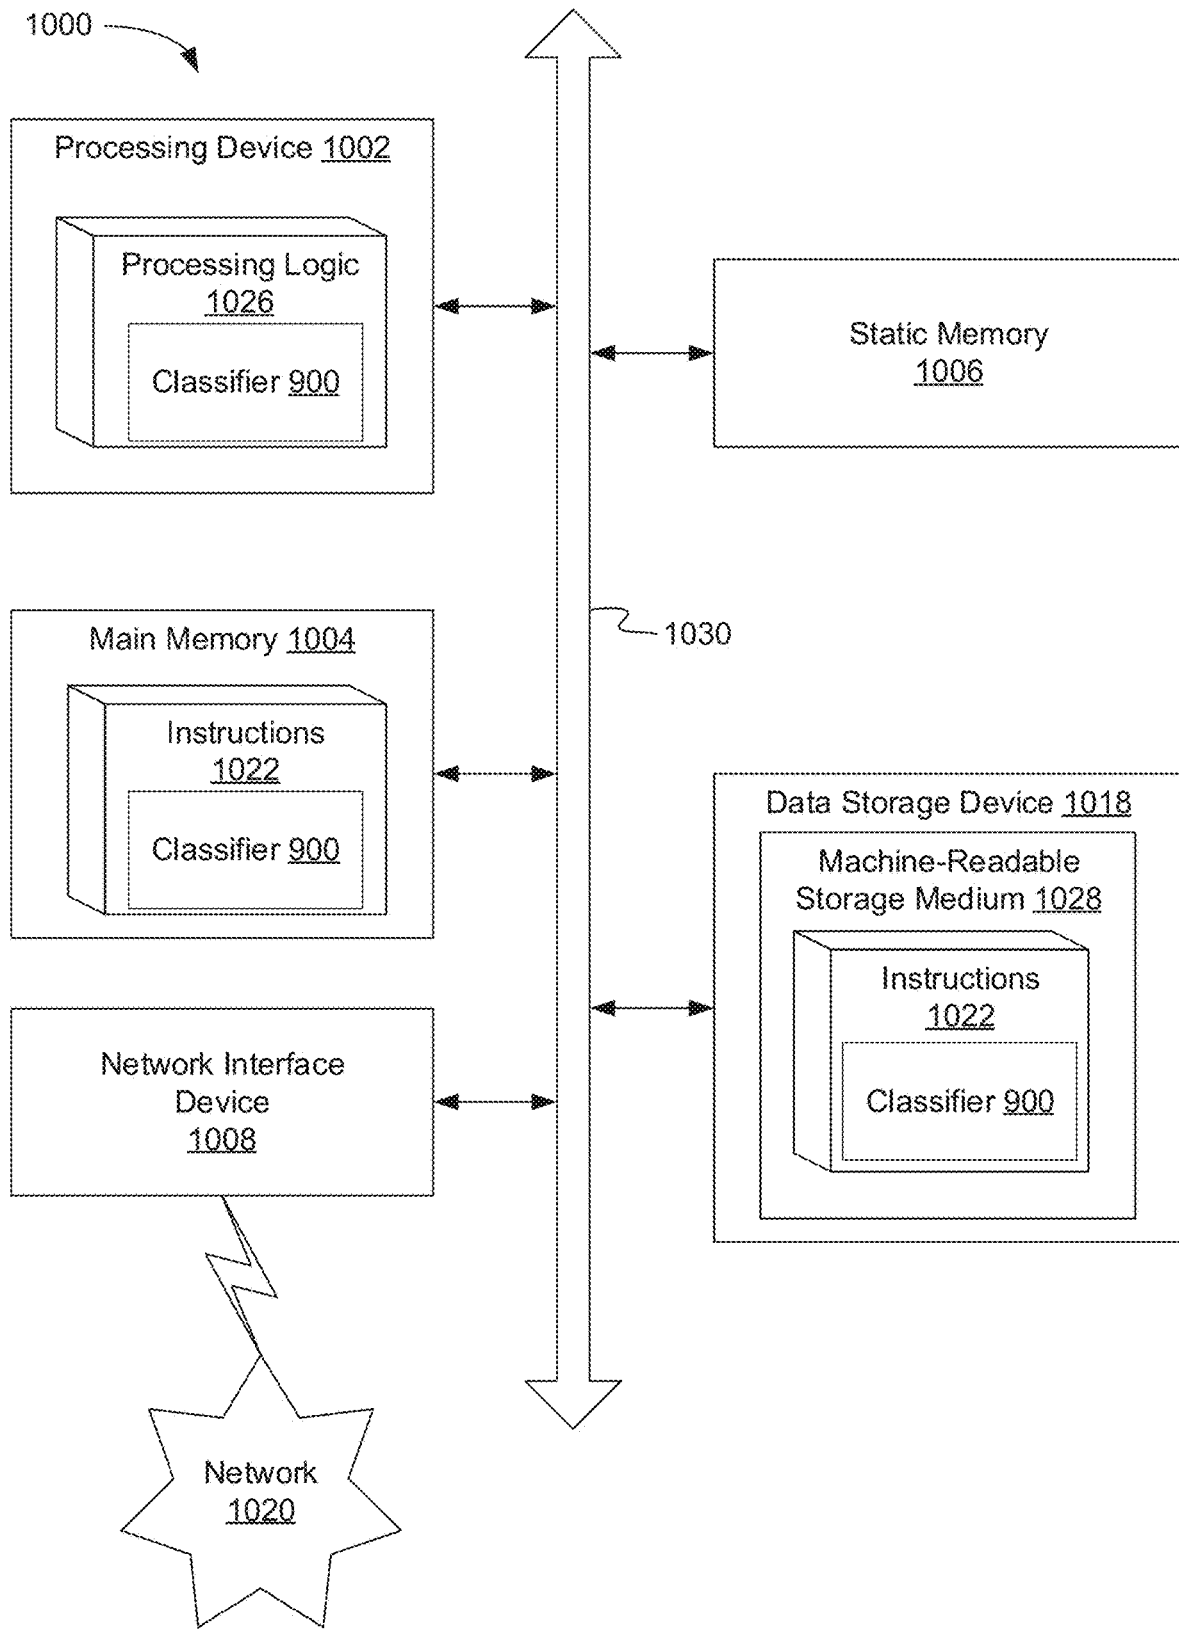 1000
Processing Device 1002
Processing Logic
1026
Classifier 900
Static Memory
1006
Main Memory 1004
Instructions
1022
Classifier 900
1030
Data Storage Device 1018
Machine-Readable
Storage Medium 1028
Instructions
1022
Classifier 900
Network Interface
Device
1008
Network
1020